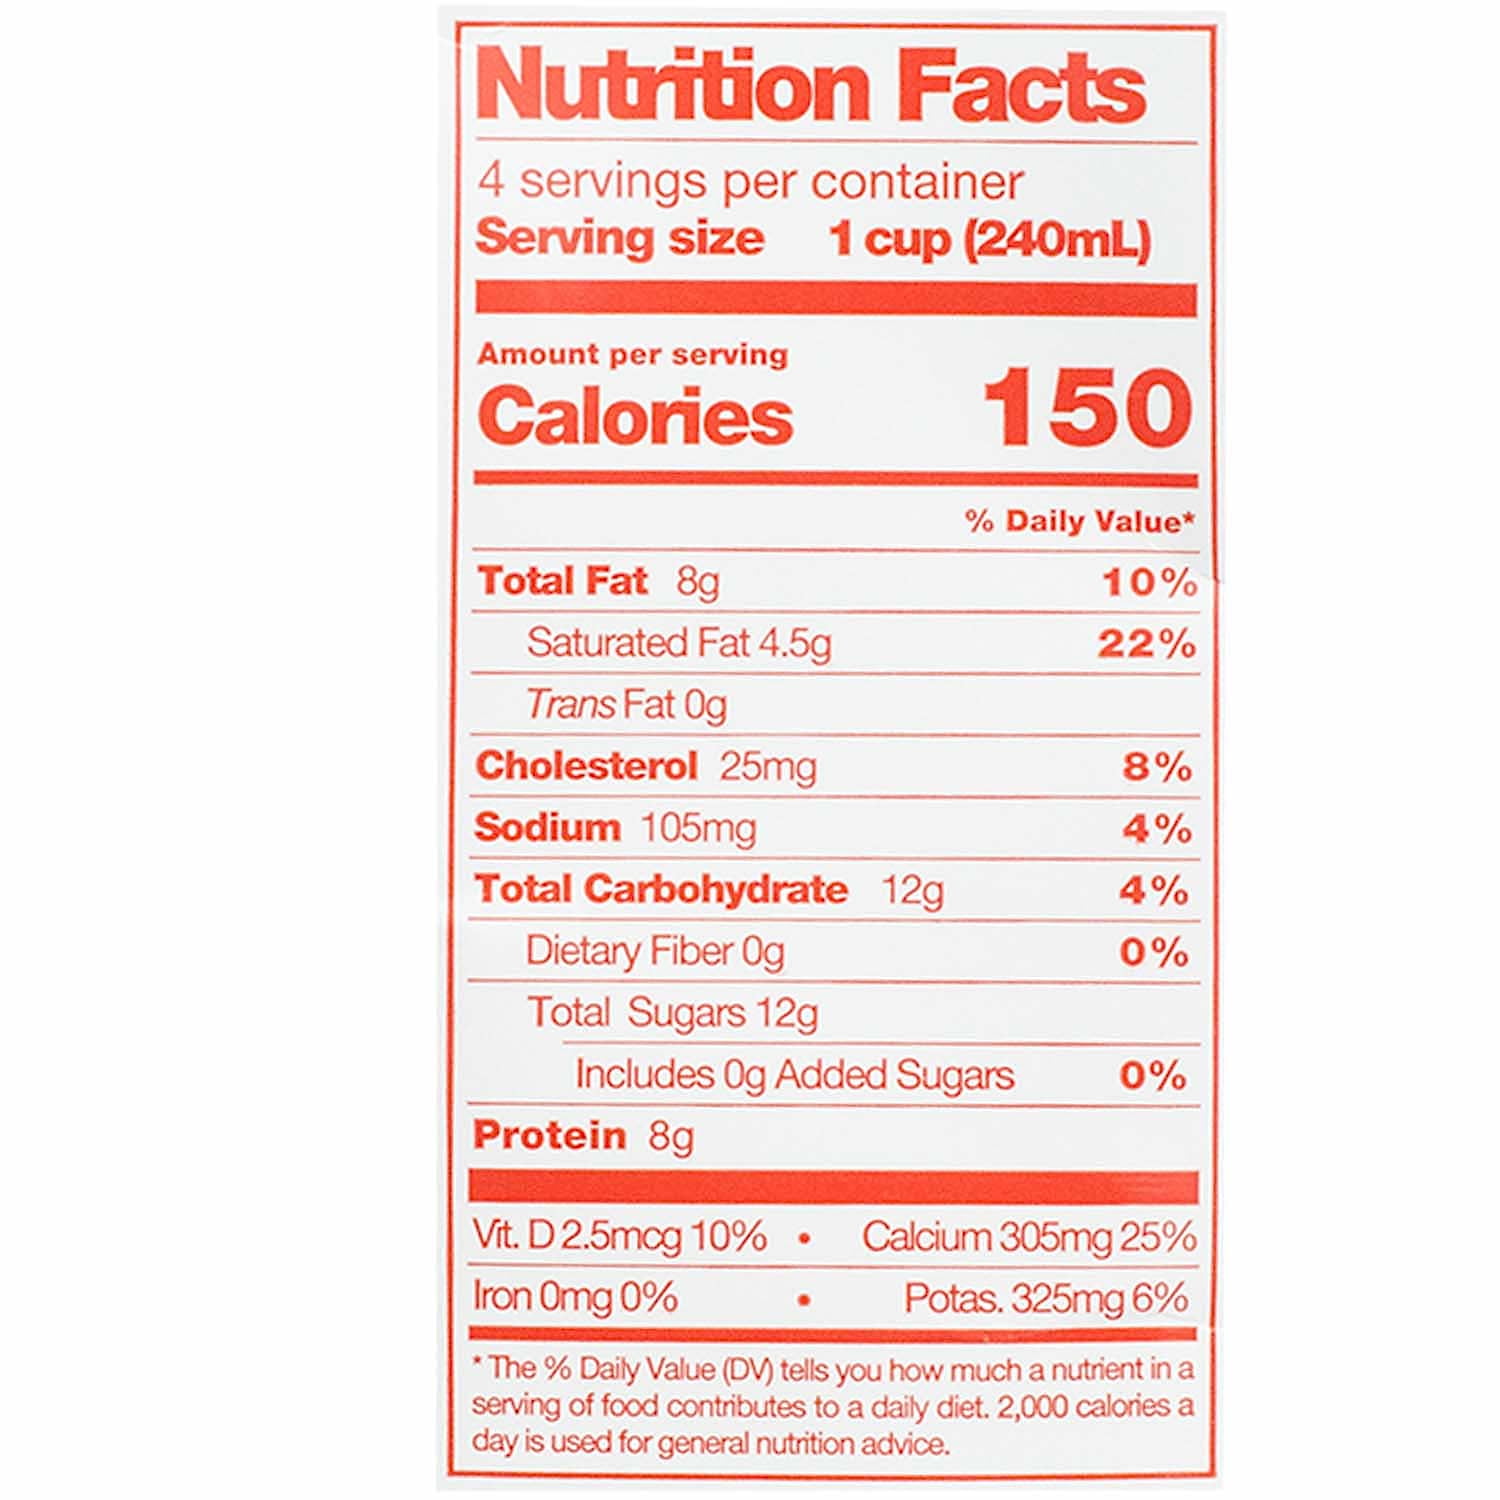 Nutrition Facts
4 servings per container
Serving size 1 cup (240mL)
Amount per serving
Calories 150
% Daily Value*
Total Fat 8g 10%
Saturated Fat 4.5g 22%
Trans Fat 0g
Cholesterol 25mg 8%
Sodium 105mg 4%
Total Carbohydrate 12g 4%
Dietary Fiber 0g 0%
Total Sugars 12g
Includes 0g Added Sugars 0%
Protein 8g
Vit. D 2.5mcg 10% • Calcium 305mg 25%
Iron 0mg 0% • Potas. 325mg 6%
* The % Daily Value (DV) tells you how much a nutrient in a
serving of food contributes to a daily diet. 2,000 calories a
day is used for general nutrition advice.